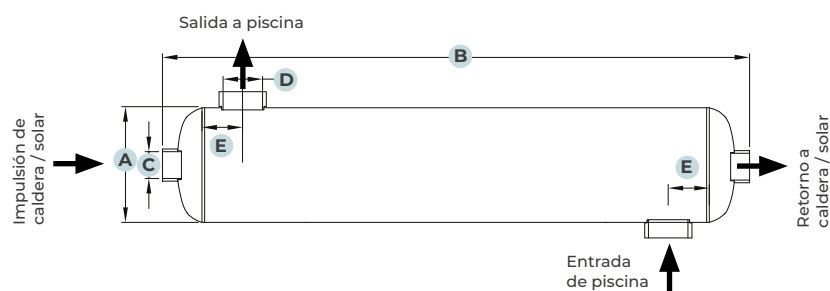 Salida a piscina
B
D
E
Impulsión de
caldera / solar
A
C
E
Retorno a
caldera / solar
Entrada
de piscina